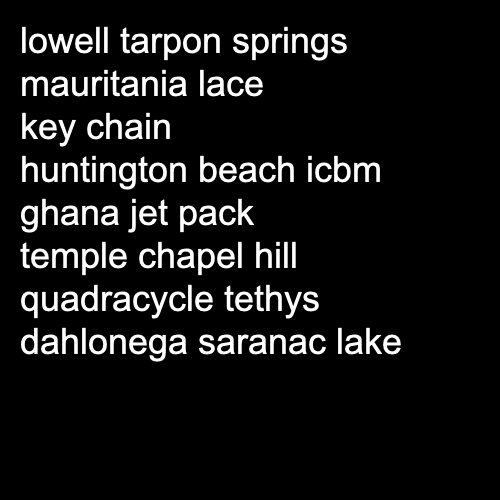 lowell tarpon springs
mauritania lace
key chain
huntington beach icbm
ghana jet pack
temple chapel hill
quadracycle tethys
dahlonega saranac lake